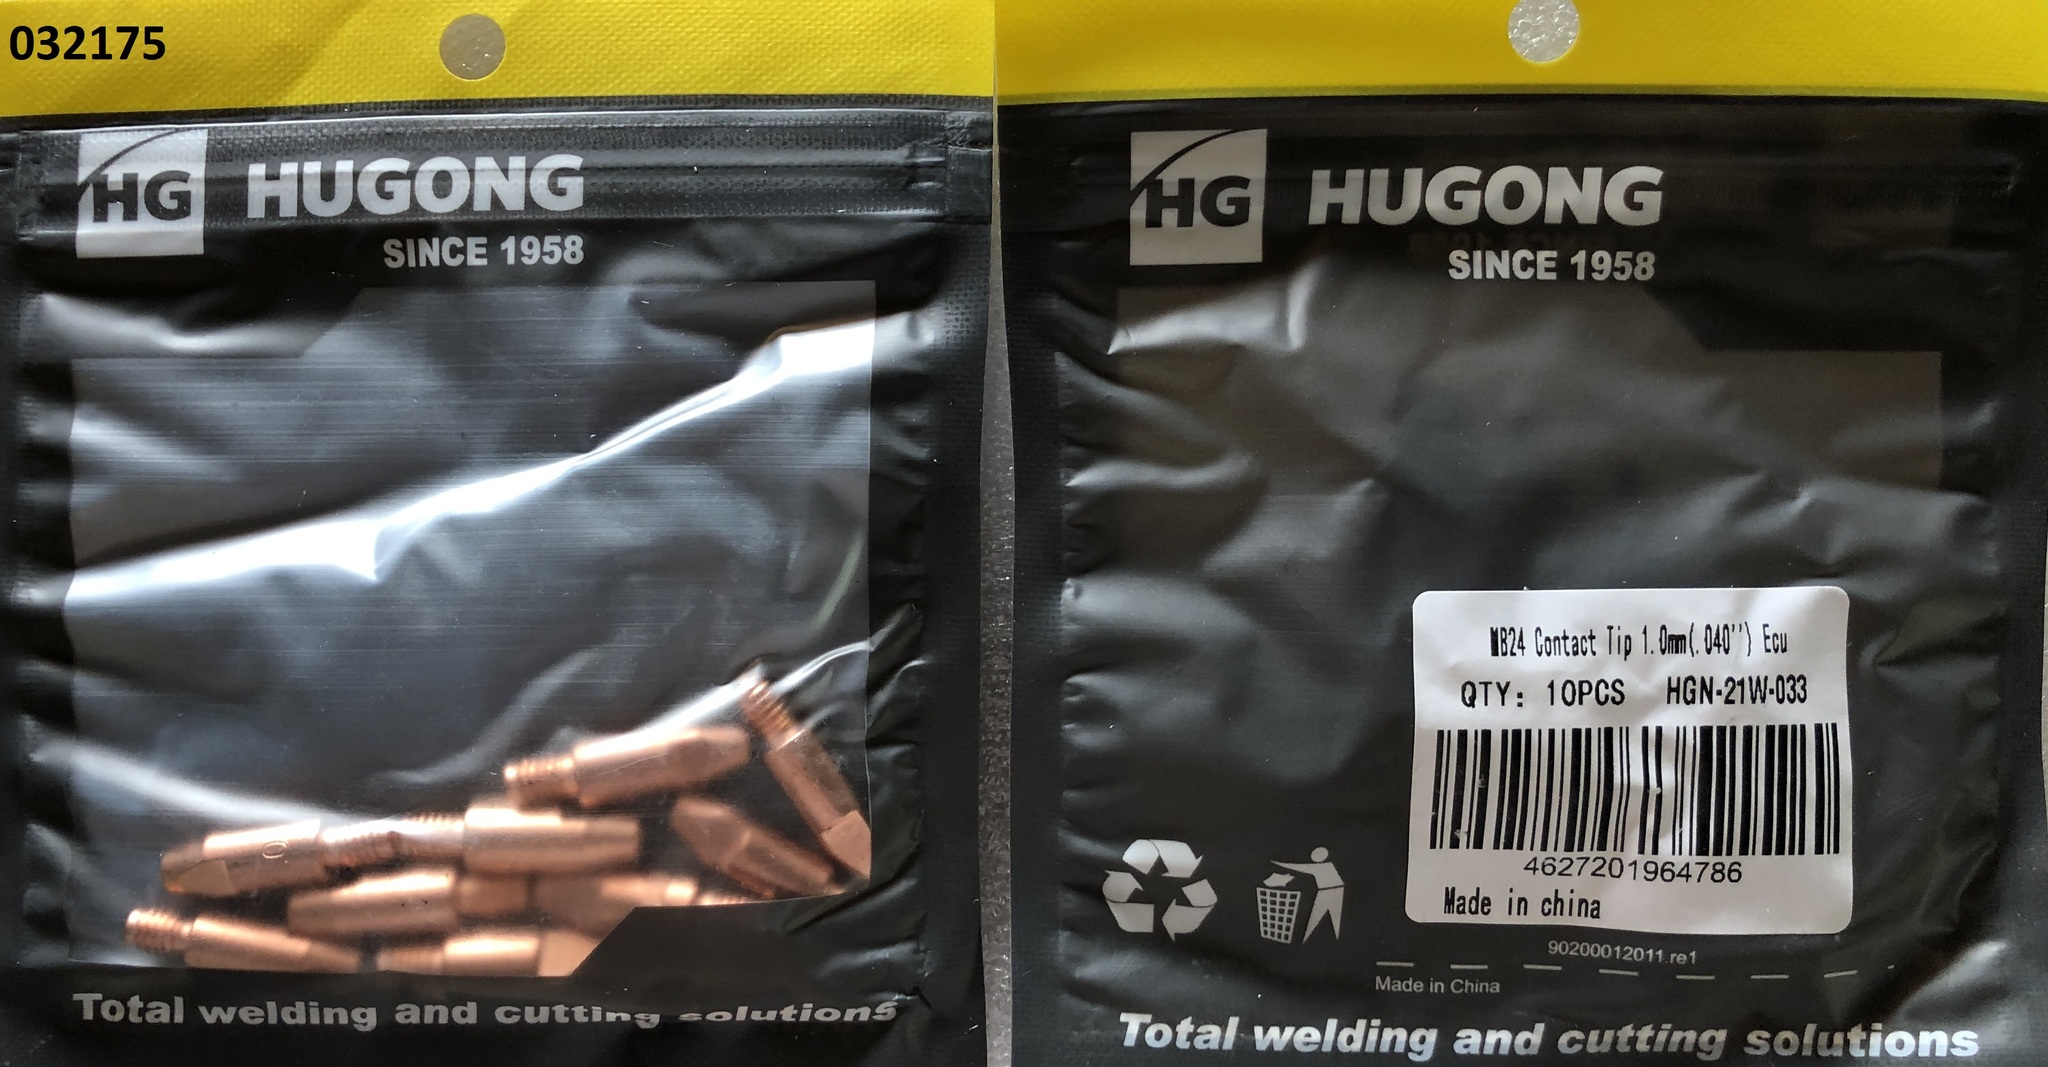 032175
HG HUGONG
SINCE 1958
0
Total welding and cutting solutions
HG HUGONG
SINCE 1958
MB24 Contact Tip 1.0mm(.040'') Ecu
QTY: 10PCS HGN-21W-033
4627201964786
Made in china
90200012011.re1
Made in China
Total welding and cutting solutions